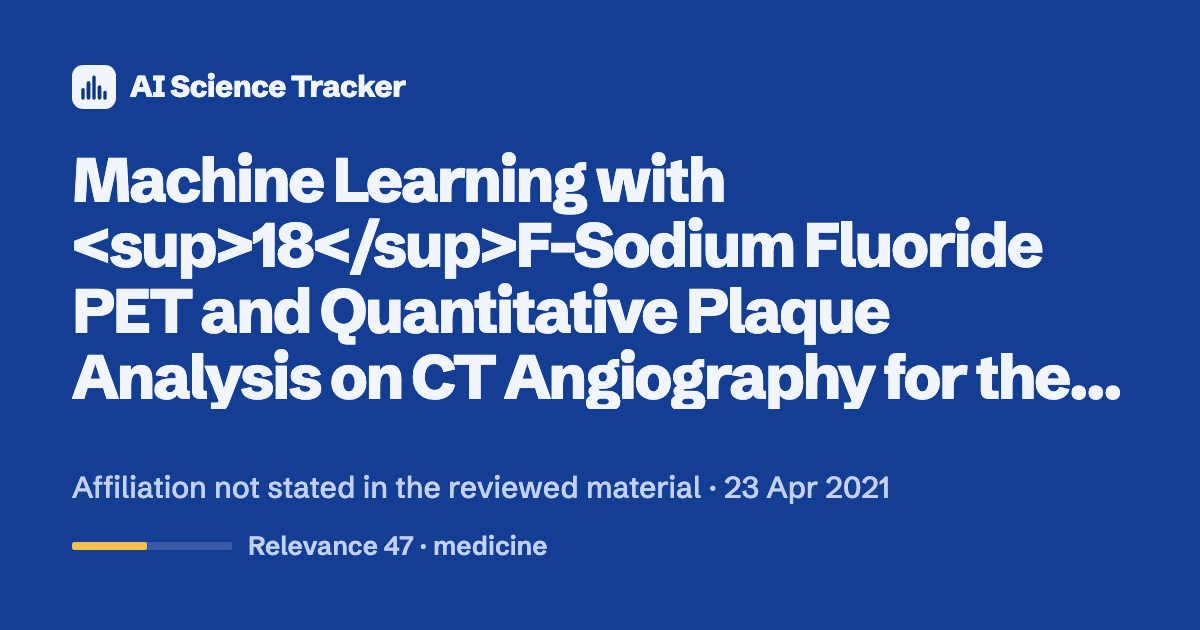 AI Science Tracker
Machine Learning with
<sup>18</sup>F-Sodium Fluoride
PET and Quantitative Plaque
Analysis on CT Angiography for the...
Affiliation not stated in the reviewed material · 23 Apr 2021
Relevance 47 · medicine